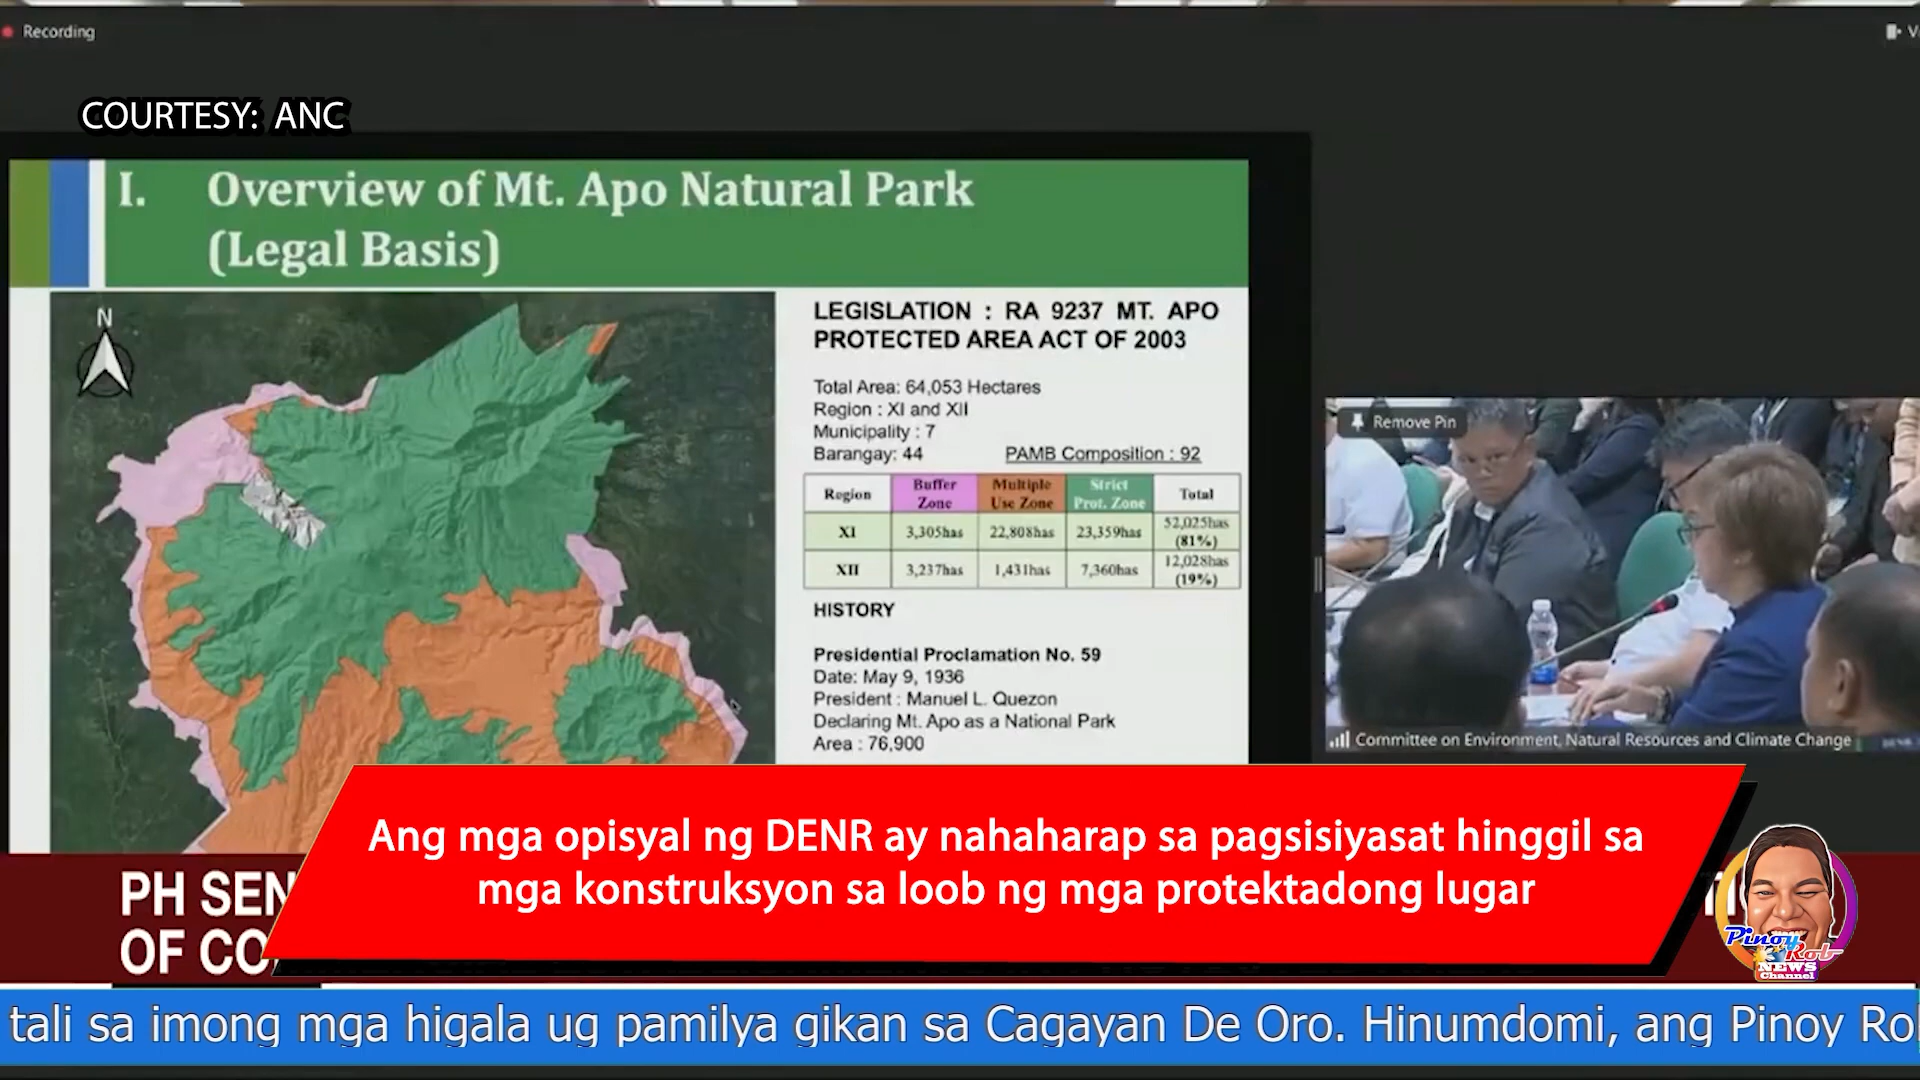 Recording
COURTESY: ANC
I. Overview of Mt. Apo Natural Park
(Legal Basis)
N
LEGISLATION : RA 9237 MT. APO
PROTECTED AREA ACT OF 2003
Total Area: 64,053 Hectares
Region : XI and XII
Municipality : 7
Barangay: 44 PAMB Composition : 92
Region Buffer Zone Multiple Use Zone Strict Prot. Zone Total
XI 3,305has 22,808has 23,359has 52,025has (81%)
XII 3,237has 1,431has 7,360has 12,028has (19%)
HISTORY
Presidential Proclamation No. 59
Date: May 9, 1936
President : Manuel L. Quezon
Declaring Mt. Apo as a National Park
Area : 76,900
Remove Pin
Committee on Environment, Natural Resources and Climate Change
Ang mga opisyal ng DENR ay nahaharap sa pagsisiyasat hinggil sa
mga konstruksyon sa loob ng mga protektadong lugar
PH SEN
OF CO
Pinoy
Rob
NEWS
Channel
tali sa imong mga higala ug pamilya gikan sa Cagayan De Oro. Hinumdomi, ang Pinoy Ro